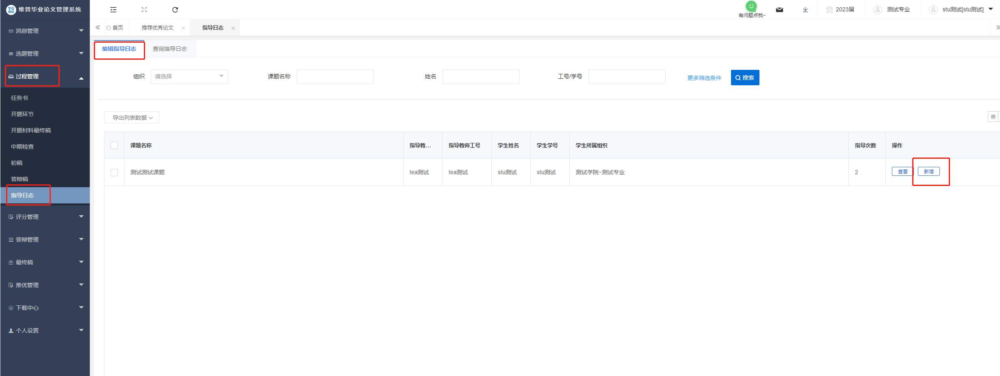 VG MS 维普毕业论文管理系统
有问题点我~
2023届
测试专业
stu测试[stu测试]
首页
推荐优秀论文
指导日志
消息管理
选题管理
过程管理
任务书
开题环节
开题材料最终稿
中期检查
初稿
答辩稿
指导日志
评分管理
答辩管理
最终稿
推优管理
下载中心
个人设置
编辑指导日志
查询指导日志
组织 请选择
课题名称
姓名
工号/学号
更多筛选条件
搜索
导出列表数据
课题名称 指导教... 指导教师工号 学生姓名 学生学号 学生所属组织 指导次数 操作
测试测试课题 tea测试 tea测试 stu测试 stu测试 测试学院~测试专业 2 查看 新增